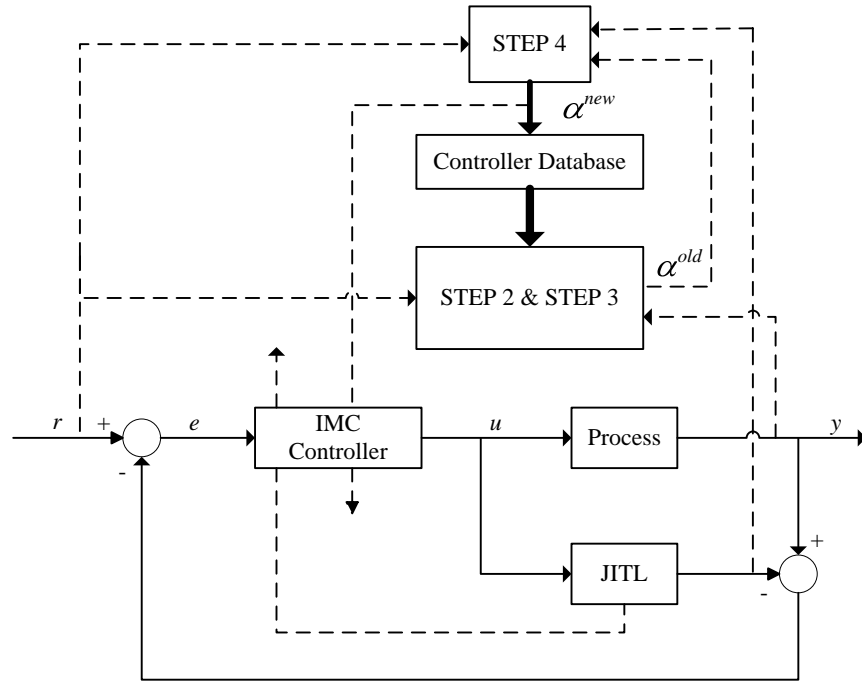 STEP 4
α^new
Controller Database
α^old
STEP 2 & STEP 3
r
+
e
IMC
Controller
u
Process
y
-
+
JITL
-